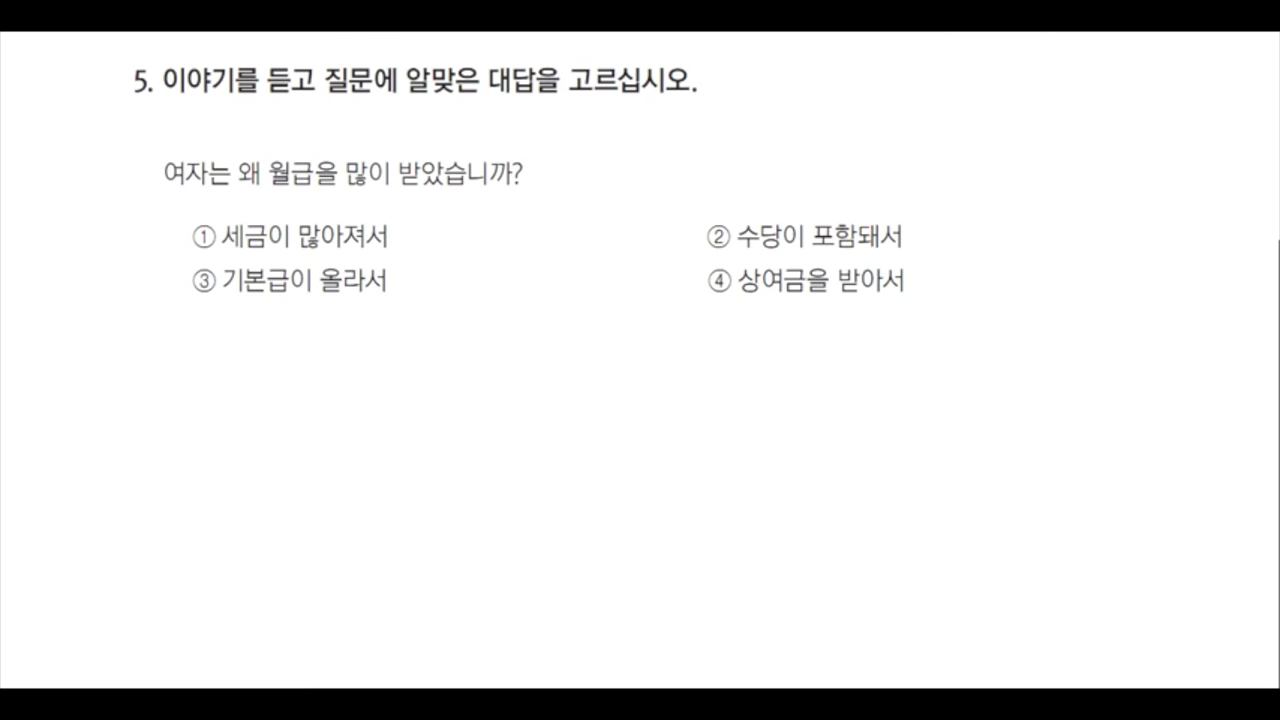 5. 이야기를 듣고 질문에 알맞은 대답을 고르십시오.
여자는 왜 월급을 많이 받았습니까?
① 세금이 많아져서 ② 수당이 포함돼서
③ 기본급이 올라서 ④ 상여금을 받아서